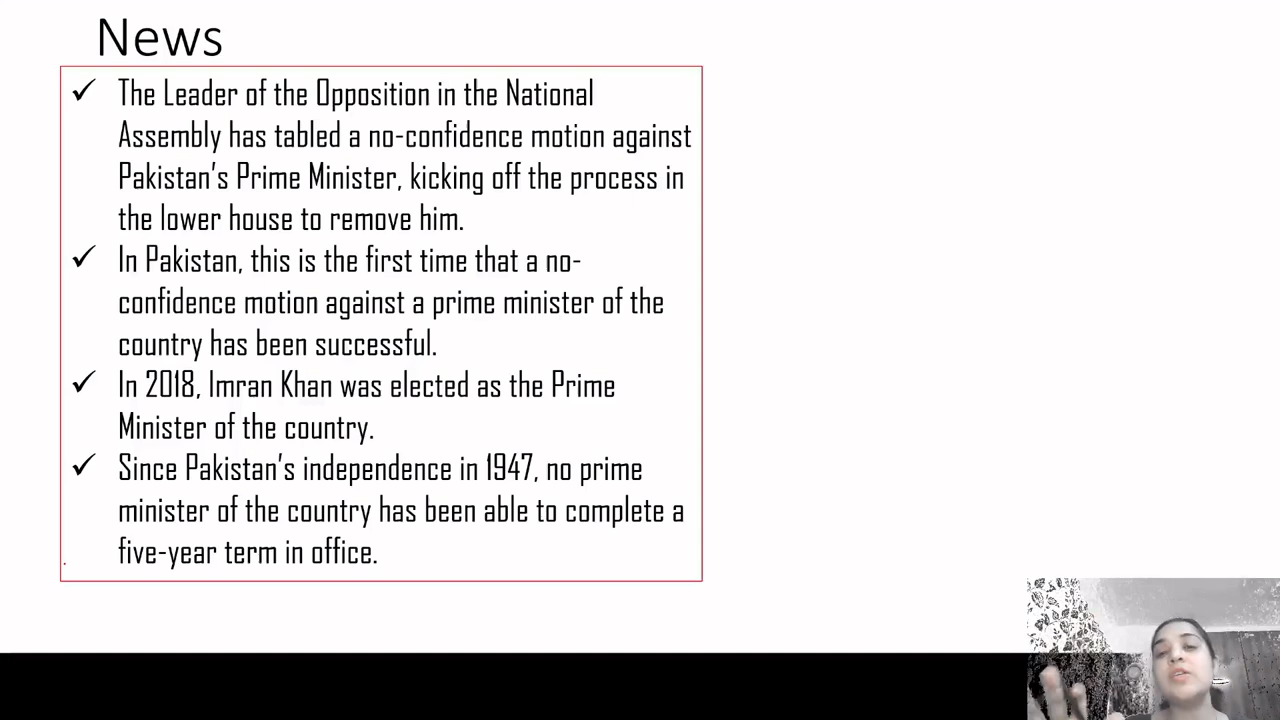 News
✓ The Leader of the Opposition in the National
Assembly has tabled a no-confidence motion against
Pakistan's Prime Minister, kicking off the process in
the lower house to remove him.
✓ In Pakistan, this is the first time that a no-
confidence motion against a prime minister of the
country has been successful.
✓ In 2018, Imran Khan was elected as the Prime
Minister of the country.
✓ Since Pakistan's independence in 1947, no prime
minister of the country has been able to complete a
five-year term in office.
.